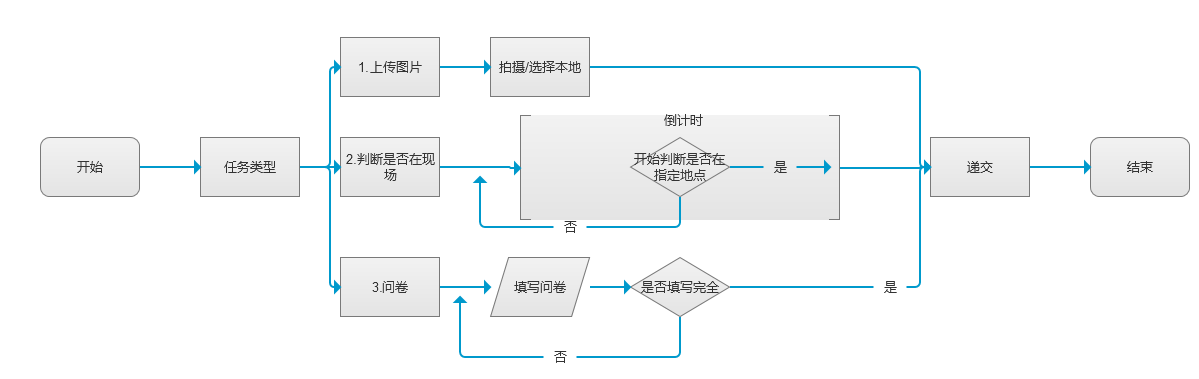 1.上传图片
拍摄/选择本地
倒计时
开始
任务类型
2.判断是否在现
场
开始判断是否在
指定地点
是
递交
结束
否
3.问卷
填写问卷
是否填写完全
是
否